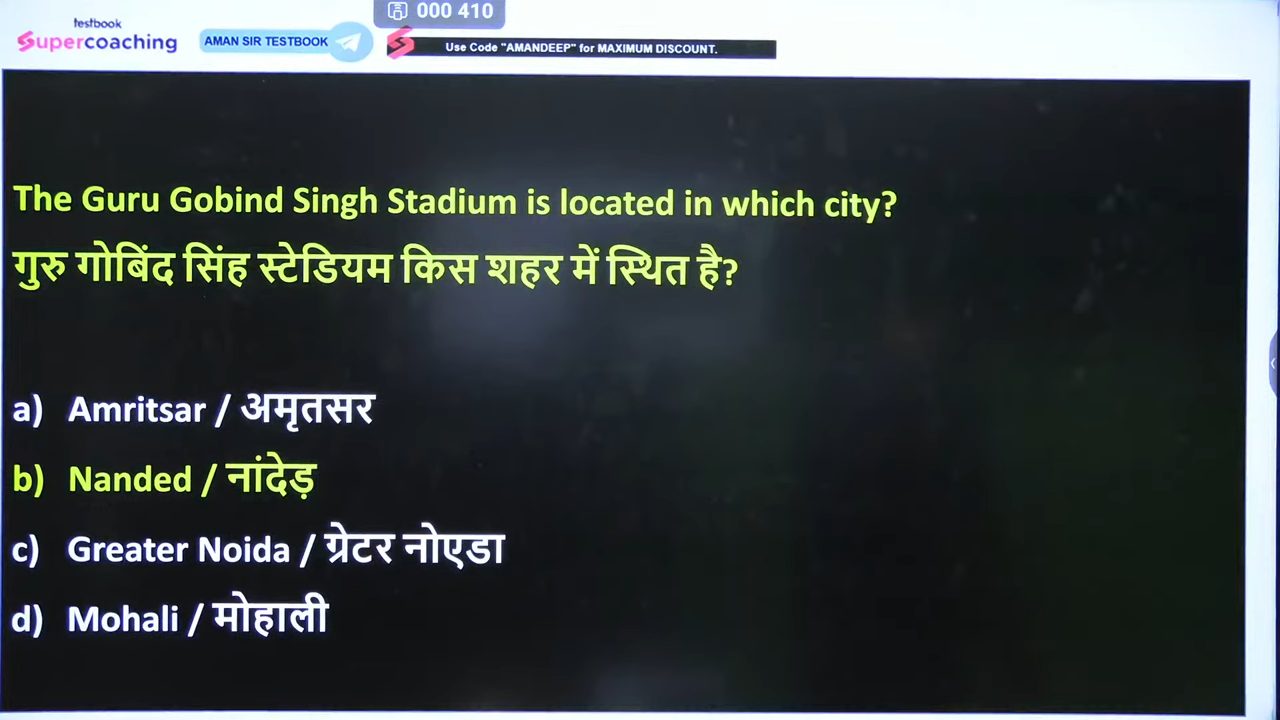 testbook
Supercoaching
AMAN SIR TESTBOOK
000 410
Use Code "AMANDEEP" for MAXIMUM DISCOUNT.
The Guru Gobind Singh Stadium is located in which city?
गुरु गोबिंद सिंह स्टेडियम किस शहर में स्थित है?
a) Amritsar / अमृतसर
b) Nanded / नांदेड़
c) Greater Noida / ग्रेटर नोएडा
d) Mohali / मोहाली